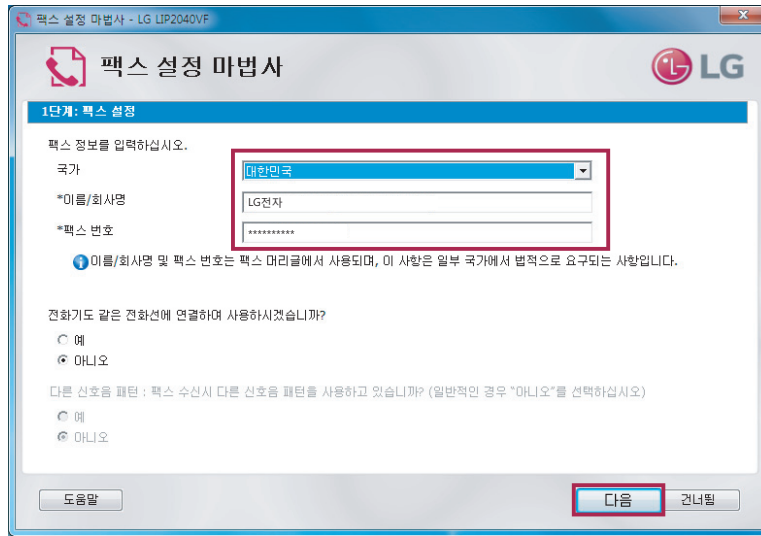 팩스 설정 마법사 - LG LIP2040VF
팩스 설정 마법사
LG
1단계: 팩스 설정
팩스 정보를 입력하십시오.
국가
대한민국
*이름/회사명
LG전자
*팩스 번호
**********
이름/회사명 및 팩스 번호는 팩스 머리글에서 사용되며, 이 사항은 일부 국가에서 법적으로 요구되는 사항입니다.
전화기도 같은 전화선에 연결하여 사용하시겠습니까?
예
아니오
다른 신호음 패턴 : 팩스 수신시 다른 신호음 패턴을 사용하고 있습니까? (일반적인 경우 "아니오"를 선택하십시오)
예
아니오
도움말
다음
건너뜀